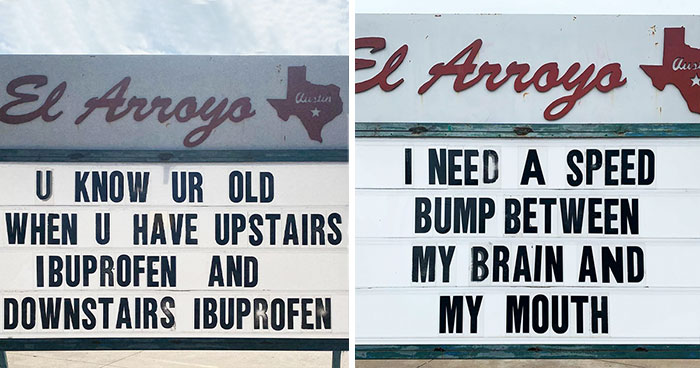 El Arroyo
Austin
U KNOW UR OLD
WHEN U HAVE UPSTAIRS
IBUPROFEN AND
DOWNSTAIRS IBUPROFEN
El Arroyo
Austin
I NEED A SPEED
BUMP BETWEEN
MY BRAIN AND
MY MOUTH